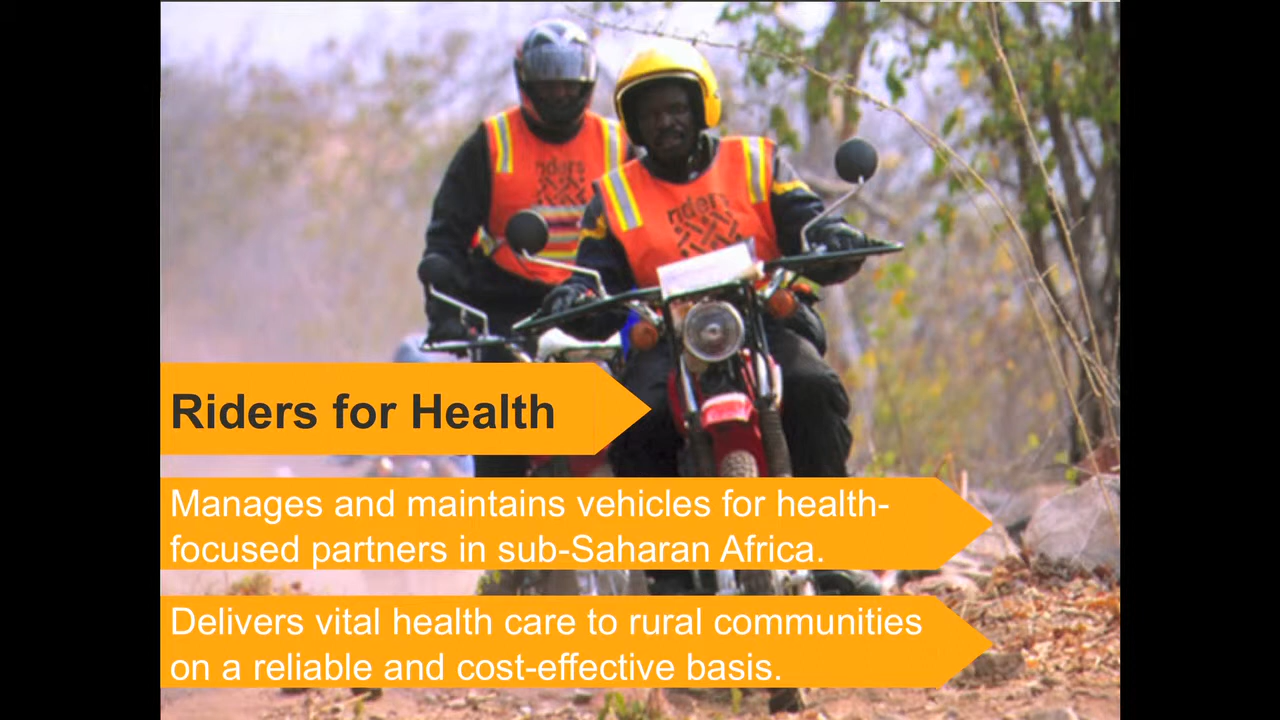 riders
riders
Riders for Health
Manages and maintains vehicles for health-
focused partners in sub-Saharan Africa.
Delivers vital health care to rural communities
on a reliable and cost-effective basis.